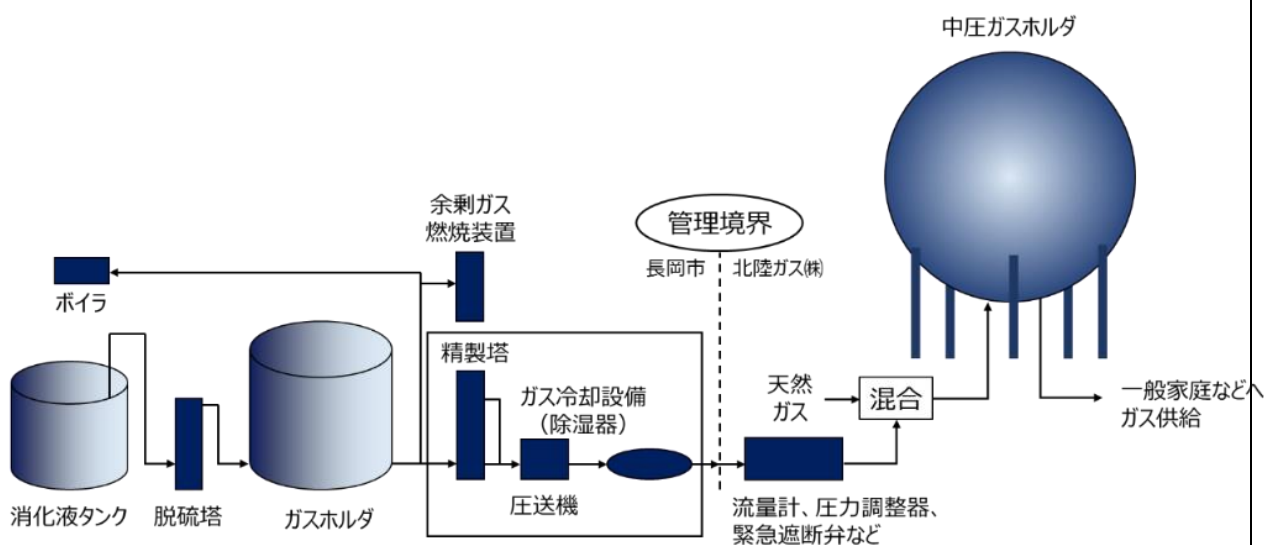 中圧ガスホルダ
余剰ガス
燃焼装置
管理境界
長岡市
北陸ガス㈱
ボイラ
精製塔
ガス冷却設備
（除湿器）
天然
ガス
混合
一般家庭などへ
ガス供給
消化液タンク
脱硫塔
ガスホルダ
圧送機
流量計、圧力調整器、
緊急遮断弁など